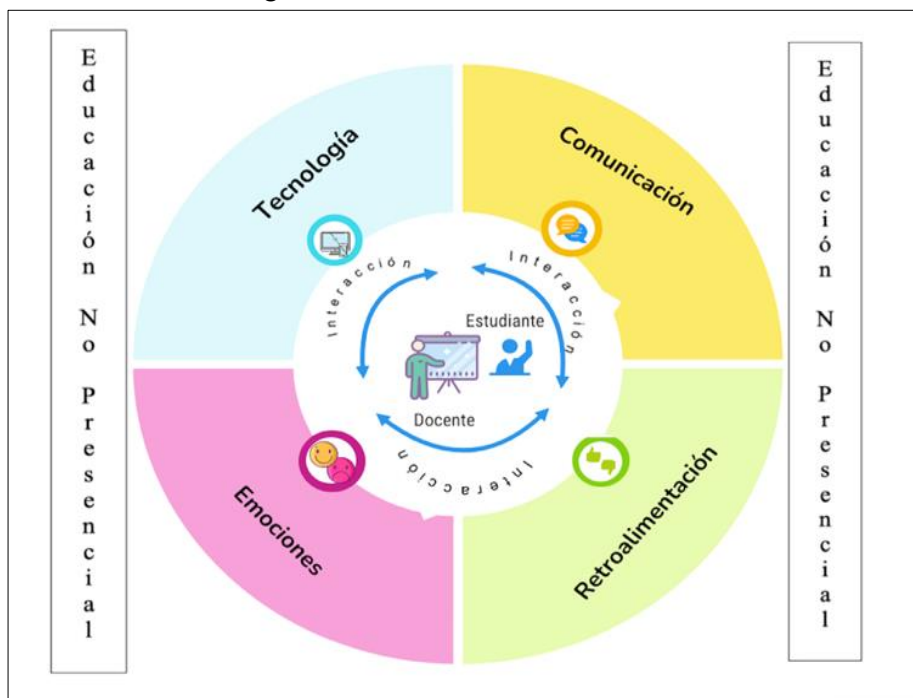 Educación No Presencial
Tecnología
Comunicación
Interacción
Interacción
Estudiante
Docente
Interacción
Emociones
Retroalimentación
Educación No Presencial